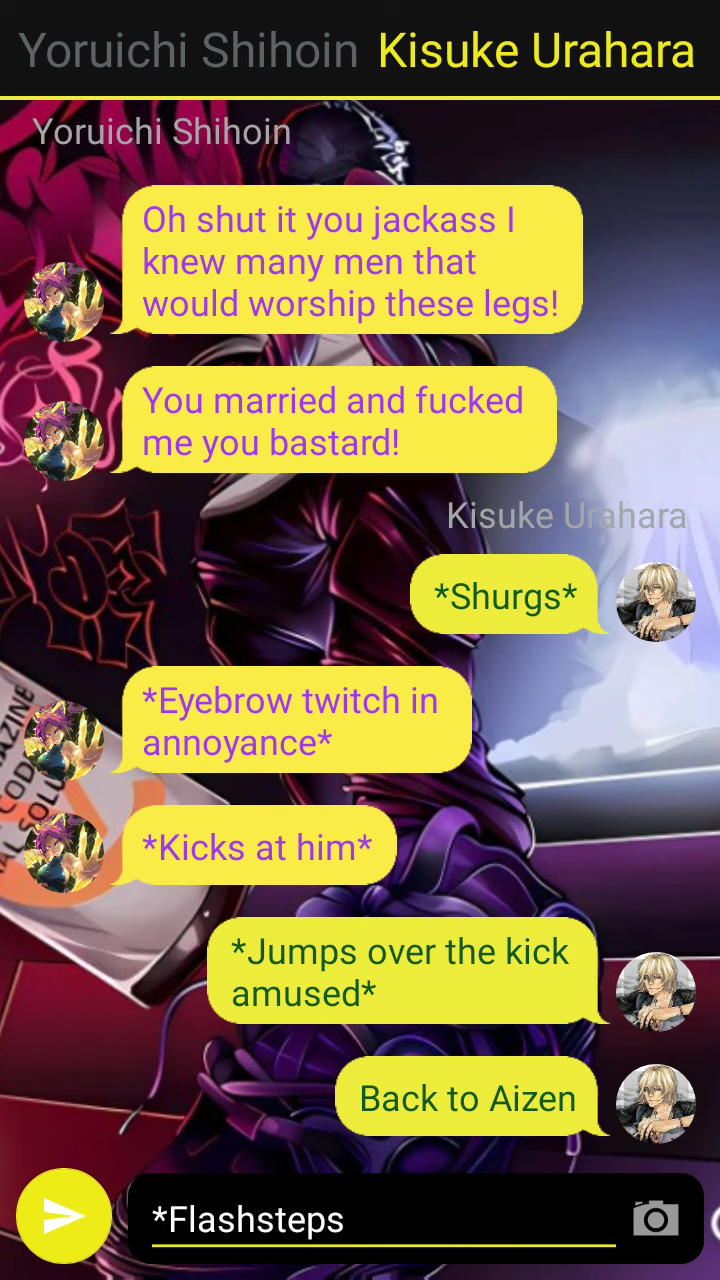 Yoruichi Shihoin Kisuke Urahara
Yoruichi Shihoin
Oh shut it you jackass I
knew many men that
would worship these legs!
You married and fucked
me you bastard!
Kisuke Urahara
*Shurgs*
*Eyebrow twitch in
annoyance*
*Kicks at him*
*Jumps over the kick
amused*
Back to Aizen
*Flashsteps